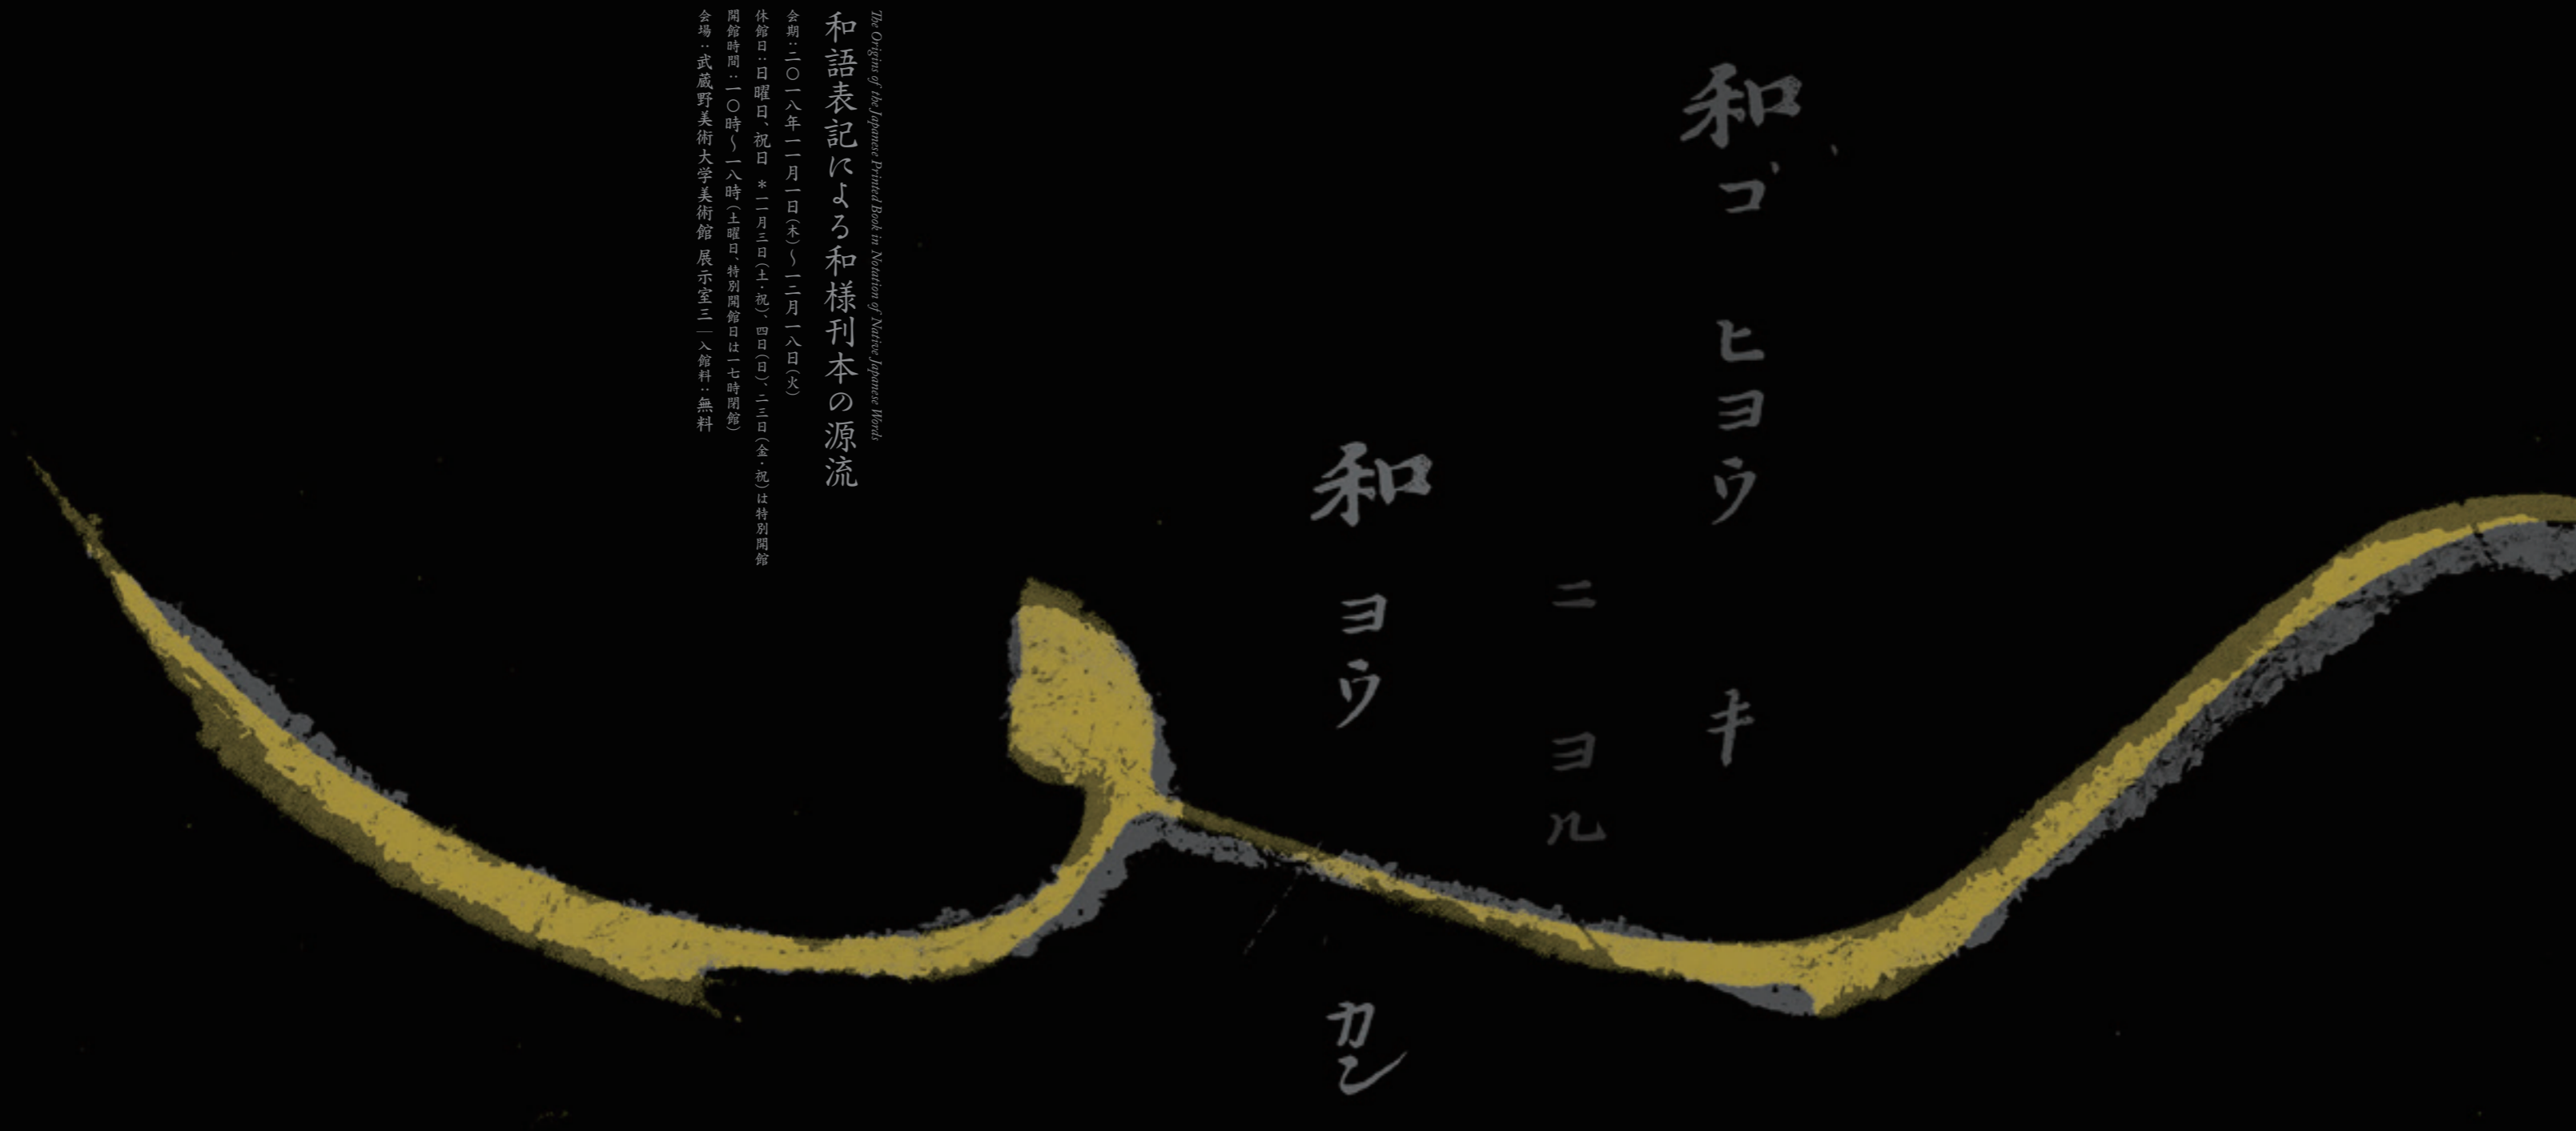 和ゴ ヒヨウ キ
ニ ヨル
和 ヨウ カン
The Origins of the Japanese Printed Book in Notation of Native Japanese Words
和語表記による和様刊本の源流
会期：二〇一八年一一月一日（木）〜一二月一八日（火）
休館日：日曜日、祝日 ＊一一月三日（土・祝）、四日（日）、二三日（金・祝）は特別開館
開館時間：一〇時〜一八時（土曜日、特別開館日は一七時閉館）
会場：武蔵野美術大学美術館 展示室三｜入館料：無料